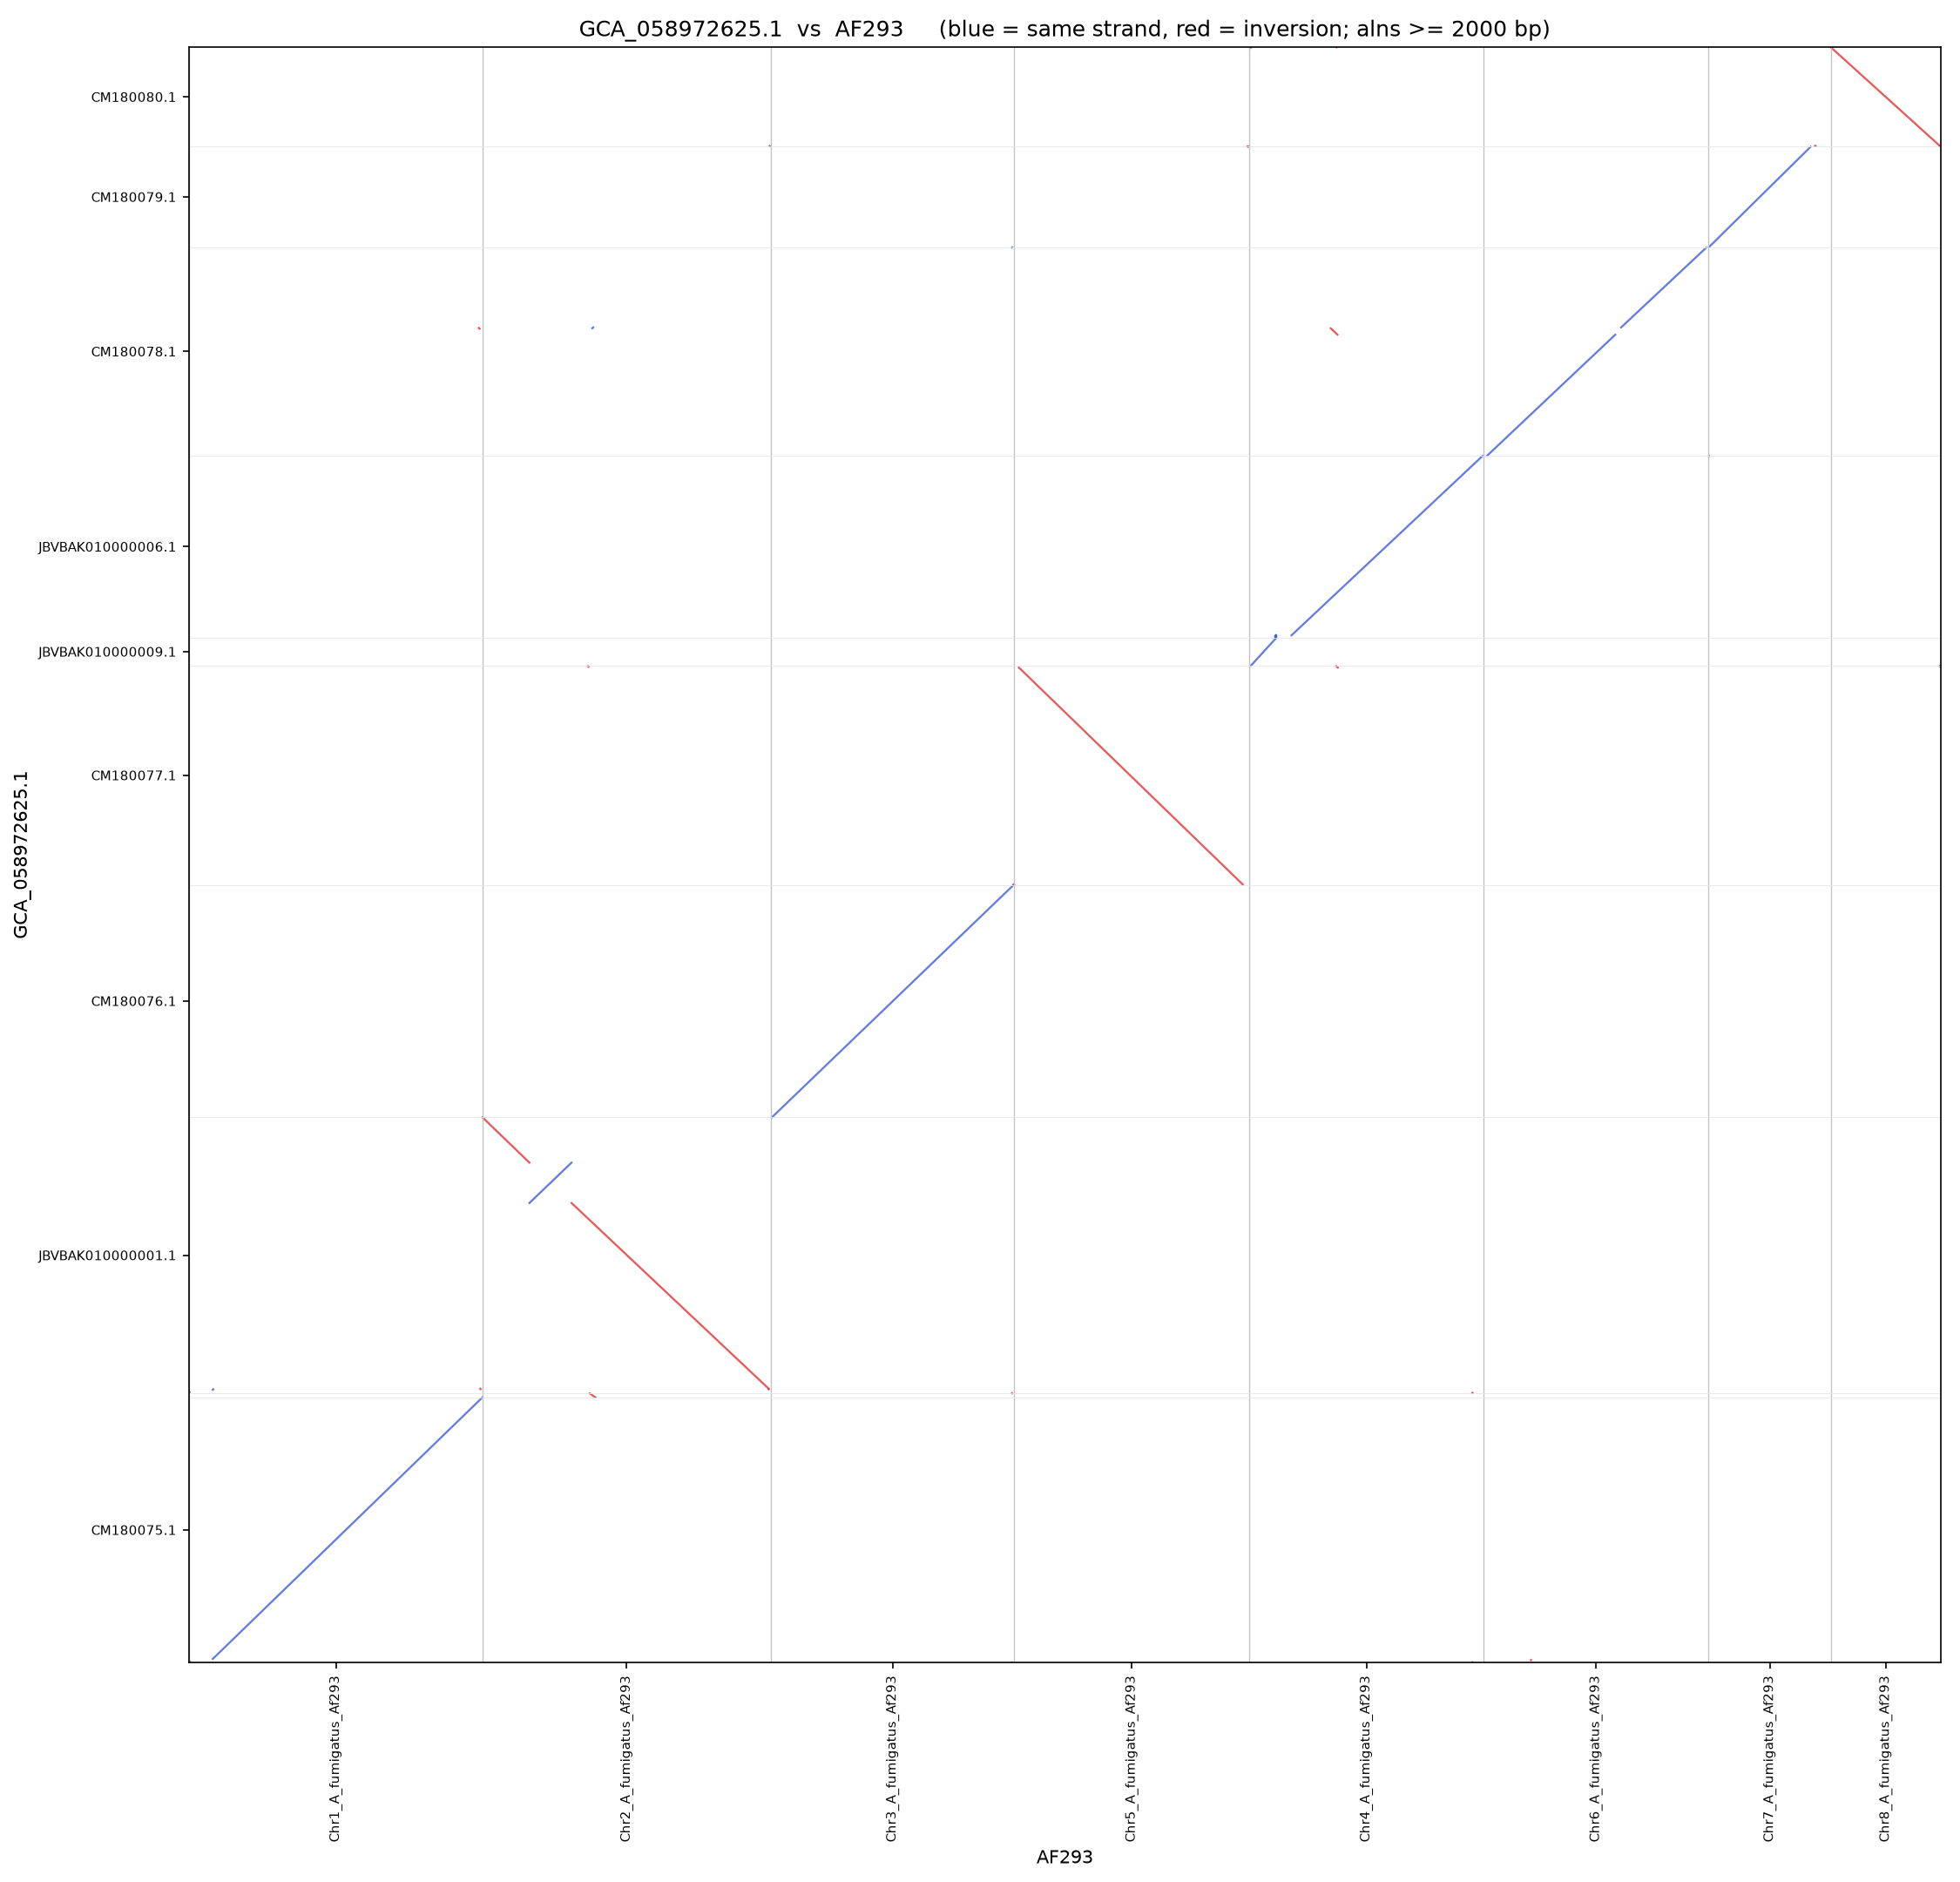 GCA_058972625.1  vs  AF293     (blue = same strand, red = inversion; alns >= 2000 bp)
CM180080.1
CM180079.1
CM180078.1
JBVBAK010000006.1
JBVBAK010000009.1
CM180077.1
CM180076.1
JBVBAK010000001.1
CM180075.1
GCA_058972625.1
Chr1_A_fumigatus_Af293
Chr2_A_fumigatus_Af293
Chr3_A_fumigatus_Af293
Chr5_A_fumigatus_Af293
Chr4_A_fumigatus_Af293
Chr6_A_fumigatus_Af293
Chr7_A_fumigatus_Af293
Chr8_A_fumigatus_Af293
AF293